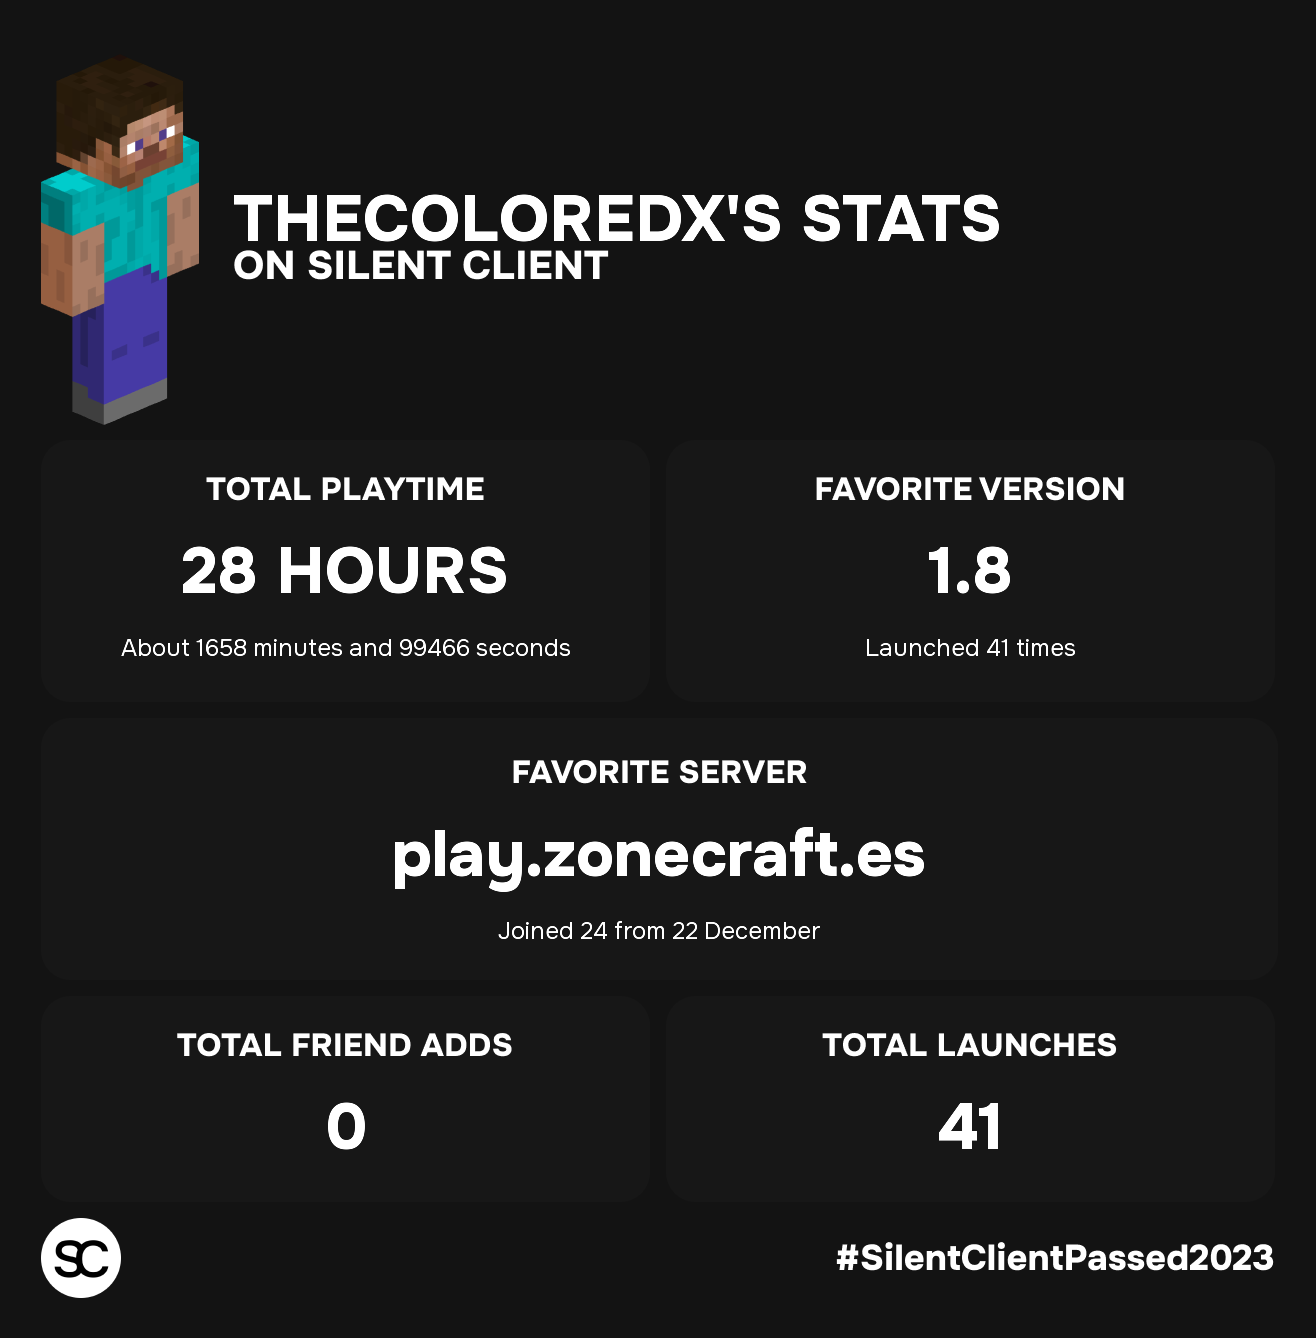 THECOLOREDX'S STATS
ON SILENT CLIENT
TOTAL PLAYTIME
28 HOURS
About 1658 minutes and 99466 seconds
FAVORITE VERSION
1.8
Launched 41 times
FAVORITE SERVER
play.zonecraft.es
Joined 24 from 22 December
TOTAL FRIEND ADDS
0
TOTAL LAUNCHES
41
SC
#SilentClientPassed2023